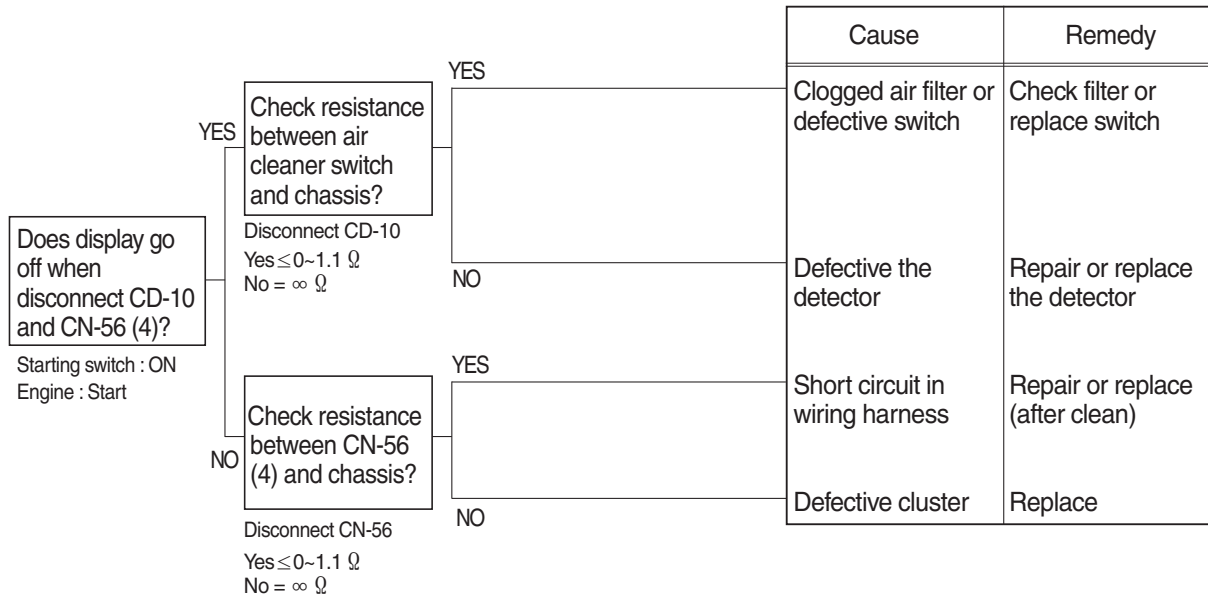 Does display go
off when
disconnect CD-10
and CN-56 (4)?
Starting switch : ON
Engine : Start
YES
Check resistance
between air
cleaner switch
and chassis?
Disconnect CD-10
Yes≤0~1.1 Ω
No = ∞ Ω
NO
Check resistance
between CN-56
(4) and chassis?
Disconnect CN-56
Yes≤0~1.1 Ω
No = ∞ Ω
YES
NO
YES
NO
Cause
Remedy
Clogged air filter or
defective switch
Check filter or
replace switch
Defective the
detector
Repair or replace
the detector
Short circuit in
wiring harness
Repair or replace
(after clean)
Defective cluster
Replace